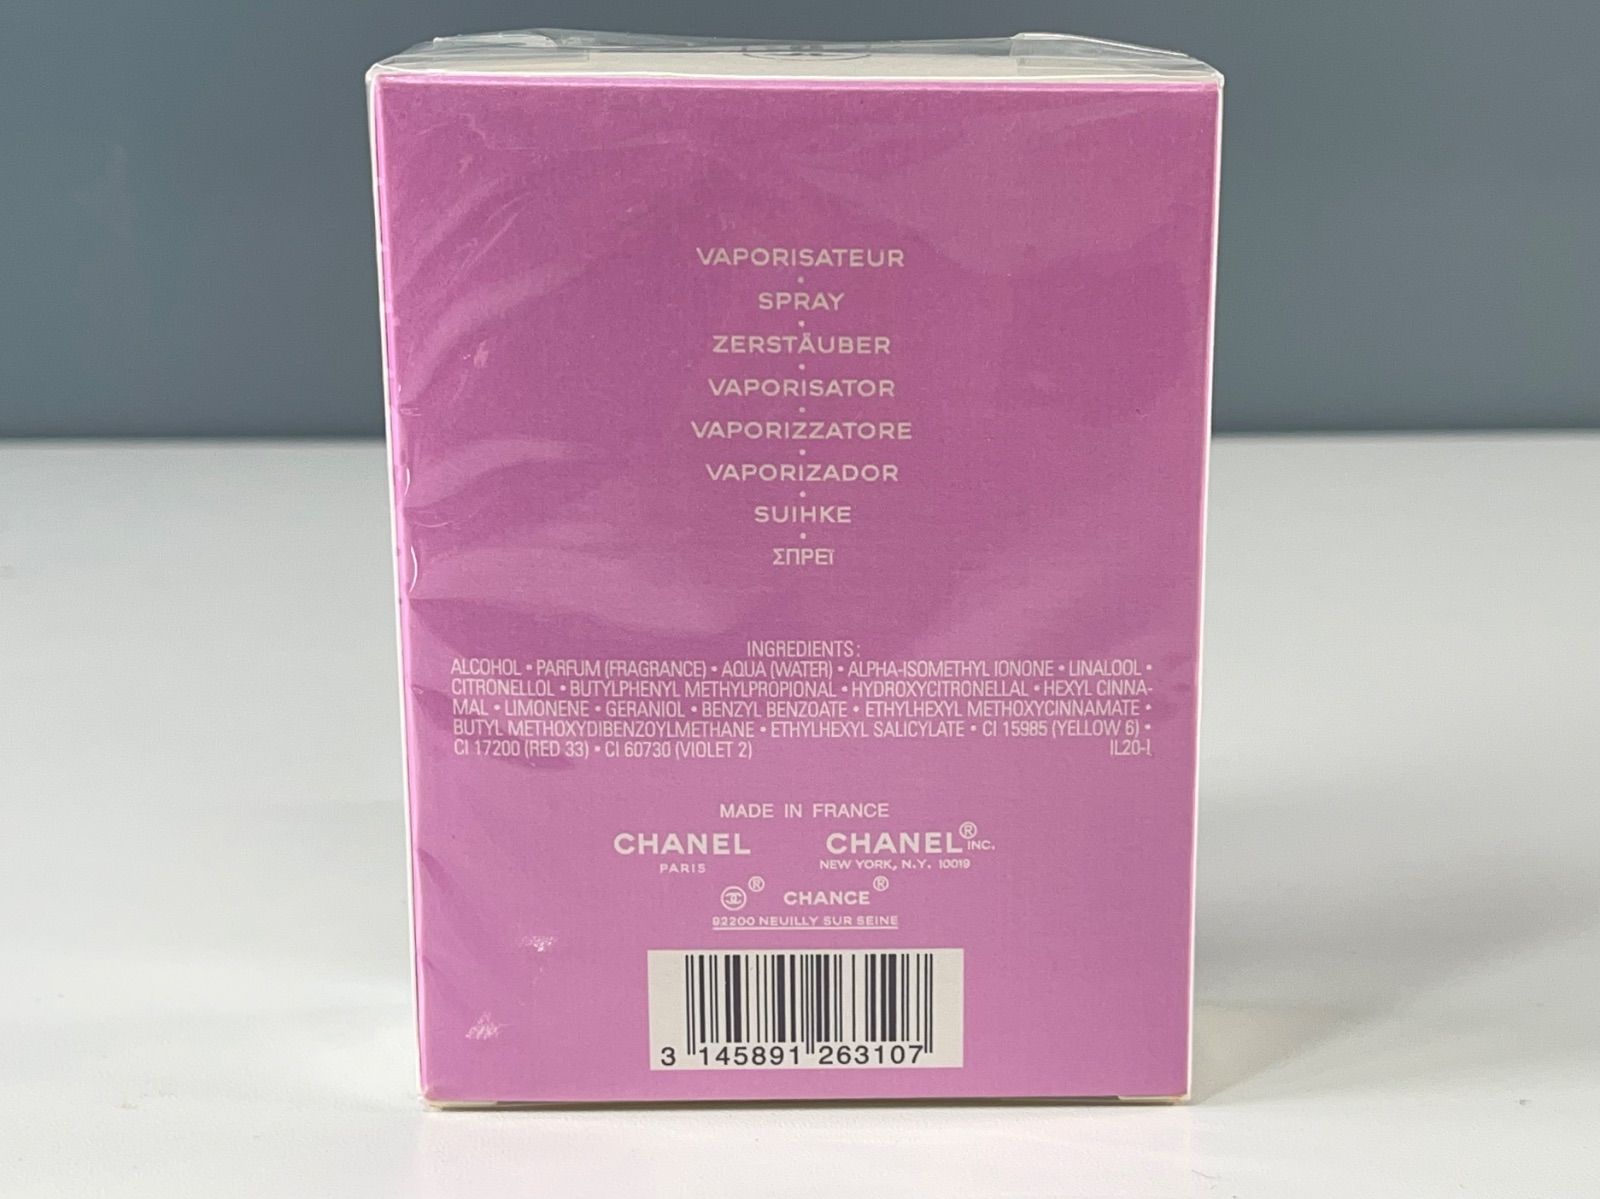 VAPORISATEUR
•
SPRAY
•
ZERSTÄUBER
•
VAPORISATOR
•
VAPORIZZATORE
•
VAPORIZADOR
•
SUIHKE
•
ΣΠΡΕΪ
INGREDIENTS:
ALCOHOL • PARFUM (FRAGRANCE) • AQUA (WATER) • ALPHA-ISOMETHYL IONONE • LINALOOL •
CITRONELLOL • BUTYLPHENYL METHYLPROPIONAL • HYDROXYCITRONELLAL • HEXYL CINNA-
MAL • LIMONENE • GERANIOL • BENZYL BENZOATE • ETHYLHEXYL METHOXYCINNAMATE •
BUTYL METHOXYDIBENZOYLMETHANE • ETHYLHEXYL SALICYLATE • CI 15985 (YELLOW 6) •
CI 17200 (RED 33) • CI 60730 (VIOLET 2) IL20-I
MADE IN FRANCE
CHANEL CHANEL® INC.
PARIS NEW YORK, N.Y. 10019
® CHANCE®
92200 NEUILLY SUR SEINE
3 145891 263107